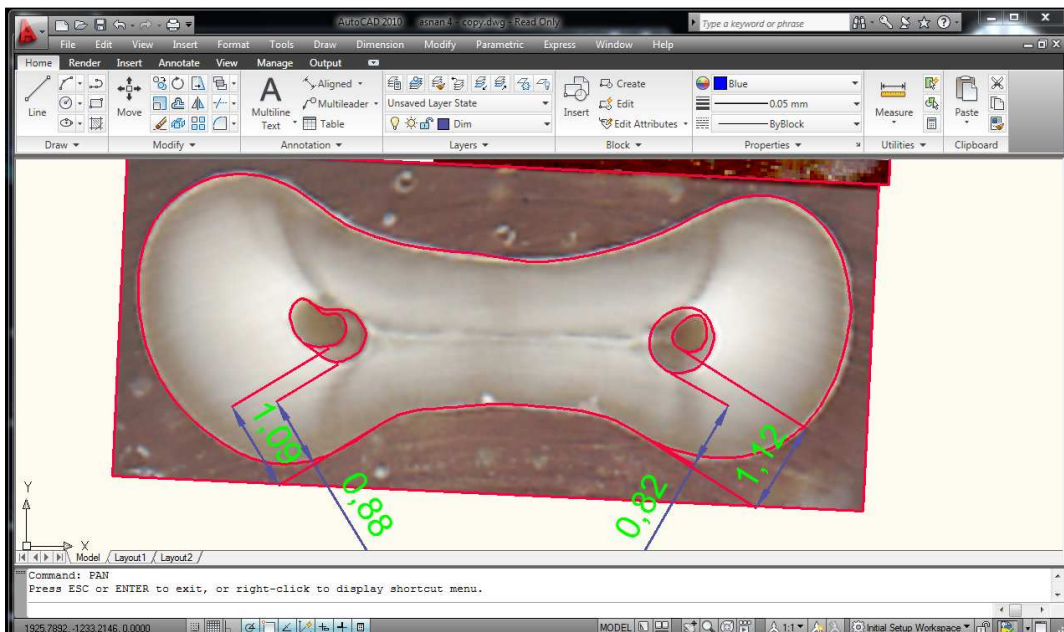 AutoCAD 2010 asnan 4 - copy.dwg - Read Only
Type a keyword or phrase
File Edit View Insert Format Tools Draw Dimension Modify Parametric Express Window Help
Home Render Insert Annotate View Manage Output
Line
Move
A
Multiline
Text
Aligned
Multileader
Table
Unsaved Layer State
Dim
Insert
Create
Edit
Edit Attributes
Blue
0.05 mm
ByBlock
Measure
Paste
Draw Modify Annotation Layers Block Properties Utilities Clipboard
1,09
0,88
0,82
1,12
Y
X
Model Layout1 Layout2
Command: PAN
Press ESC or ENTER to exit, or right-click to display shortcut menu.
1925.7892, -1233.2146, 0.0000
MODEL
1:1
Initial Setup Workspace